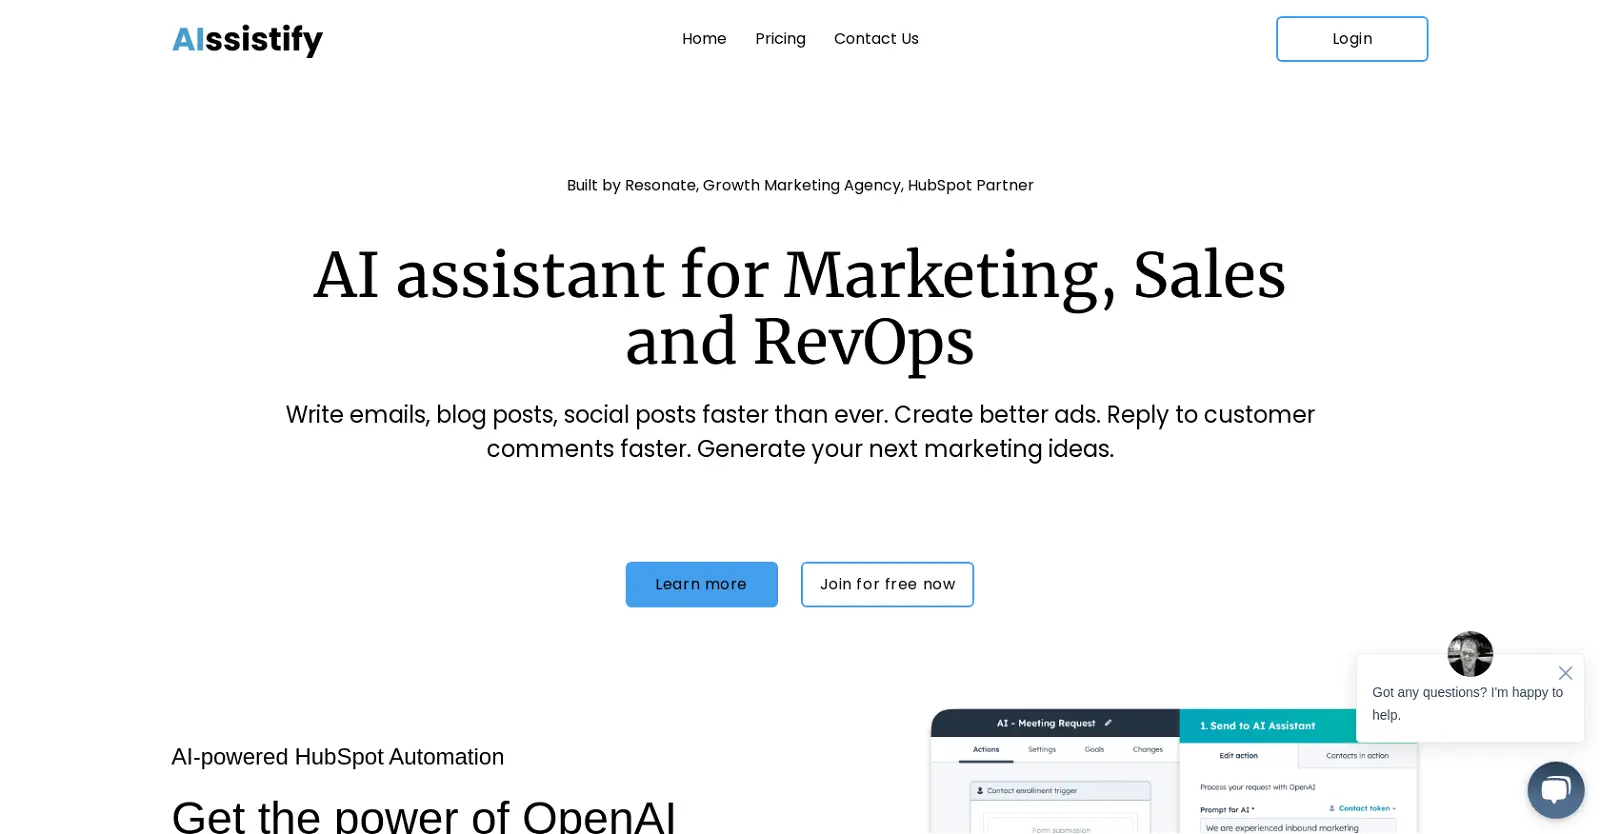 AIssistify
Home
Pricing
Contact Us
Login
Built by Resonate, Growth Marketing Agency, HubSpot Partner
AI assistant for Marketing, Sales
and RevOps
Write emails, blog posts, social posts faster than ever. Create better ads. Reply to customer
comments faster. Generate your next marketing ideas.
Learn more
Join for free now
Got any questions? I'm happy to
help.
AI-powered HubSpot Automation
Get the power of OpenAI
AI - Meeting Request
Actions
Settings
Goals
Changes
Contact enrollment trigger
Form submission
1. Send to AI Assistant
Edit action
Contacts in action
Process your request with OpenAI
Prompt for AI *
Contact token
We are experienced inbound marketing